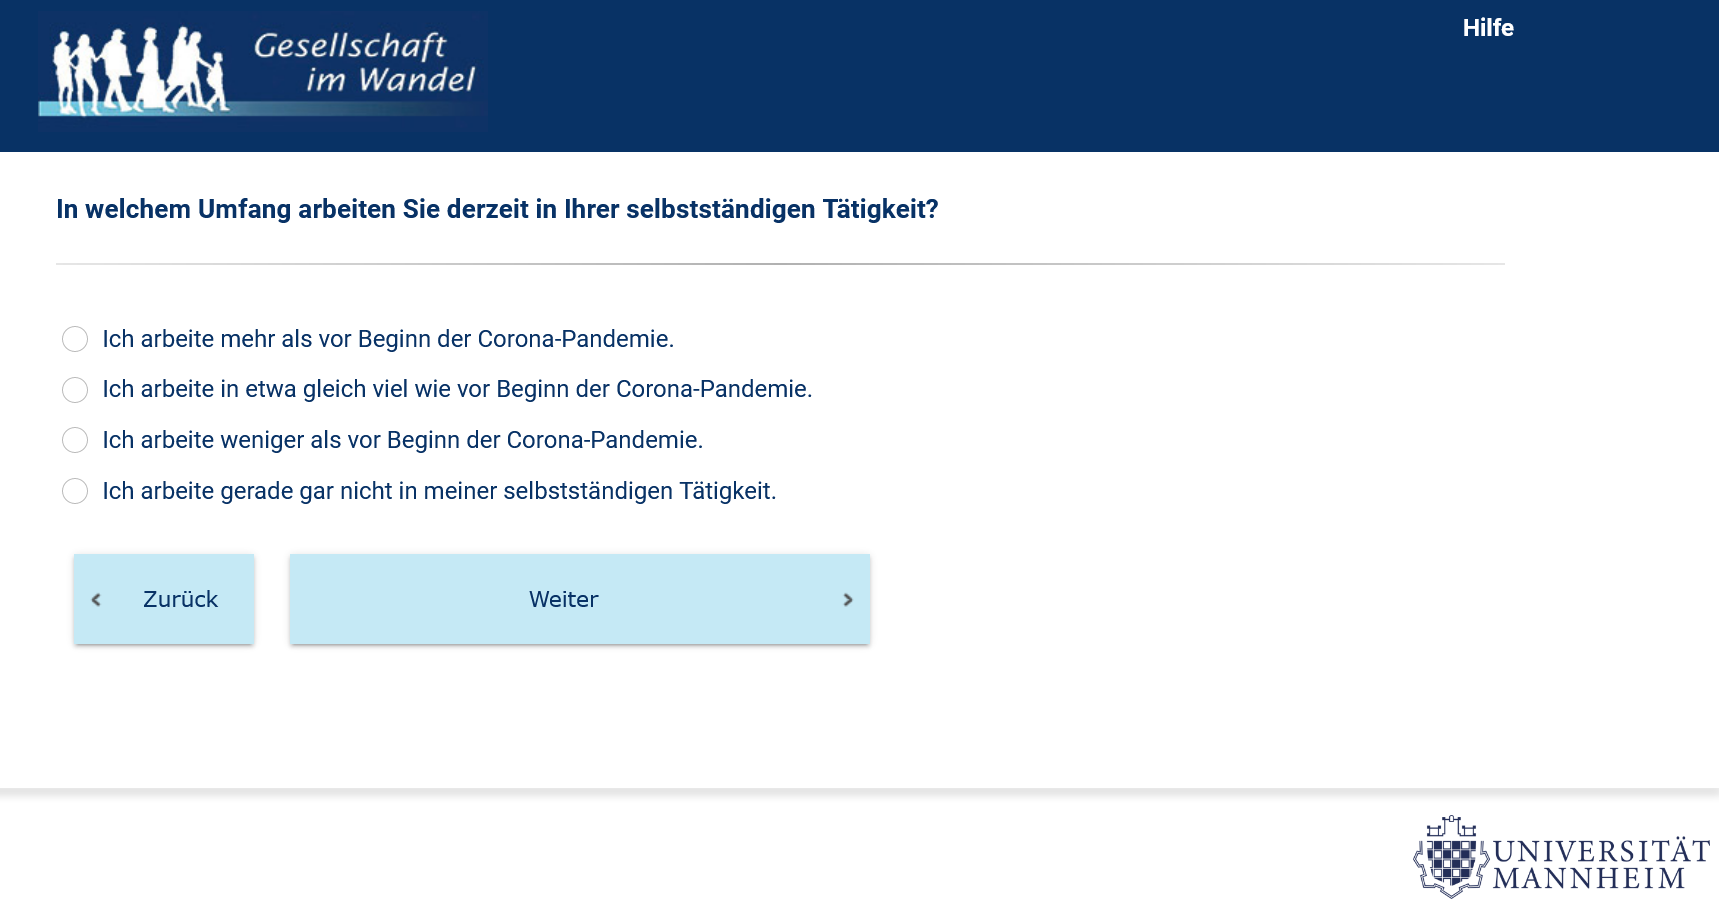 Gesellschaft
im Wandel
Hilfe
In welchem Umfang arbeiten Sie derzeit in Ihrer selbstständigen Tätigkeit?
Ich arbeite mehr als vor Beginn der Corona-Pandemie.
Ich arbeite in etwa gleich viel wie vor Beginn der Corona-Pandemie.
Ich arbeite weniger als vor Beginn der Corona-Pandemie.
Ich arbeite gerade gar nicht in meiner selbstständigen Tätigkeit.
Zurück
Weiter
UNIVERSITÄT
MANNHEIM